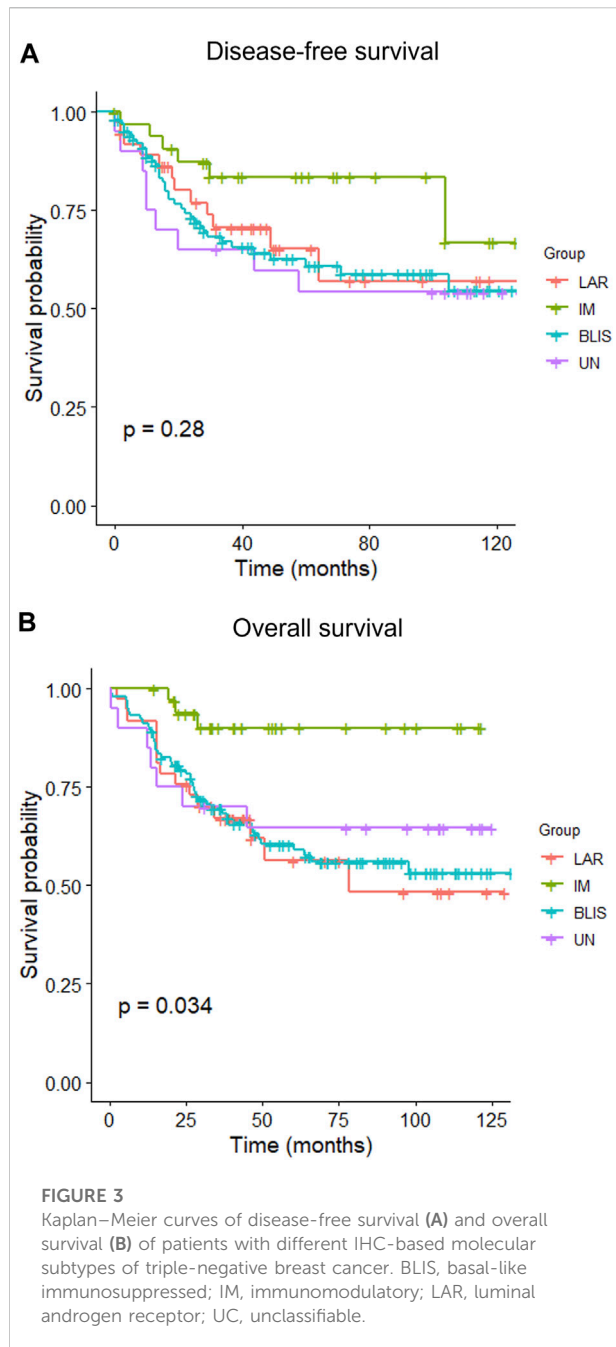 A
Disease-free survival
Survival probability
1.00
0.75
0.50
0.25
0.00
p = 0.28
0 40 80 120
Time (months)
Group
LAR
IM
BLIS
UN
B
Overall survival
Survival probability
1.00
0.75
0.50
0.25
0.00
p = 0.034
0 25 50 75 100 125
Time (months)
Group
LAR
IM
BLIS
UN
FIGURE 3
Kaplan–Meier curves of disease-free survival (A) and overall
survival (B) of patients with different IHC-based molecular
subtypes of triple-negative breast cancer. BLIS, basal-like
immunosuppressed; IM, immunomodulatory; LAR, luminal
androgen receptor; UC, unclassifiable.